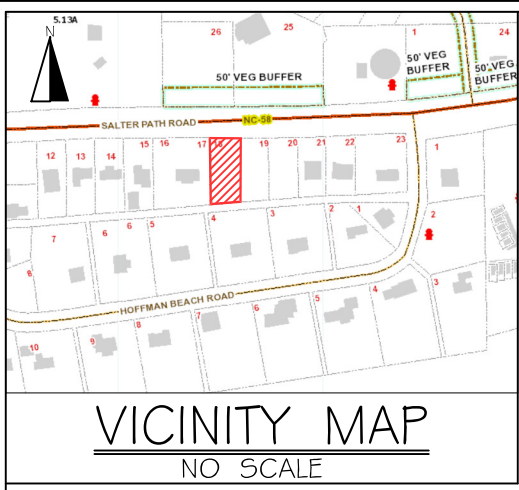 5.13A
N
26 25 1 24
50' VEG BUFFER
50' VEG
BUFFER
50' VEG
BUFFER
SALTER PATH ROAD
NC-58
12 13 14 15 16 17 18 19 20 21 22 23 1
7 6 6 5 4 3 2 1 2
8
HOFFMAN BEACH ROAD
10 9 8 7 6 5 4 3
VICINITY MAP
NO SCALE